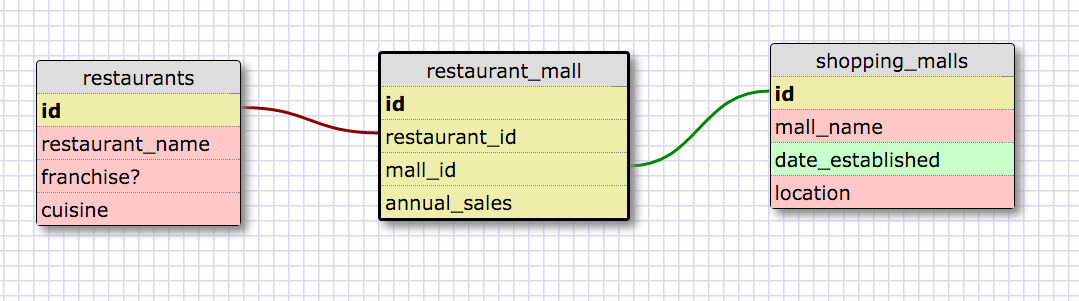 restaurants
id
restaurant_name
franchise?
cuisine
restaurant_mall
id
restaurant_id
mall_id
annual_sales
shopping_malls
id
mall_name
date_established
location